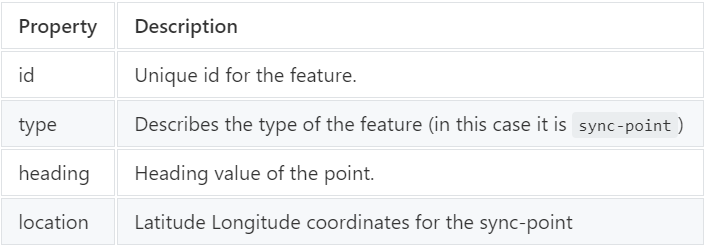 Property Description
id Unique id for the feature.
type Describes the type of the feature (in this case it is sync-point )
heading Heading value of the point.
location Latitude Longitude coordinates for the sync-point